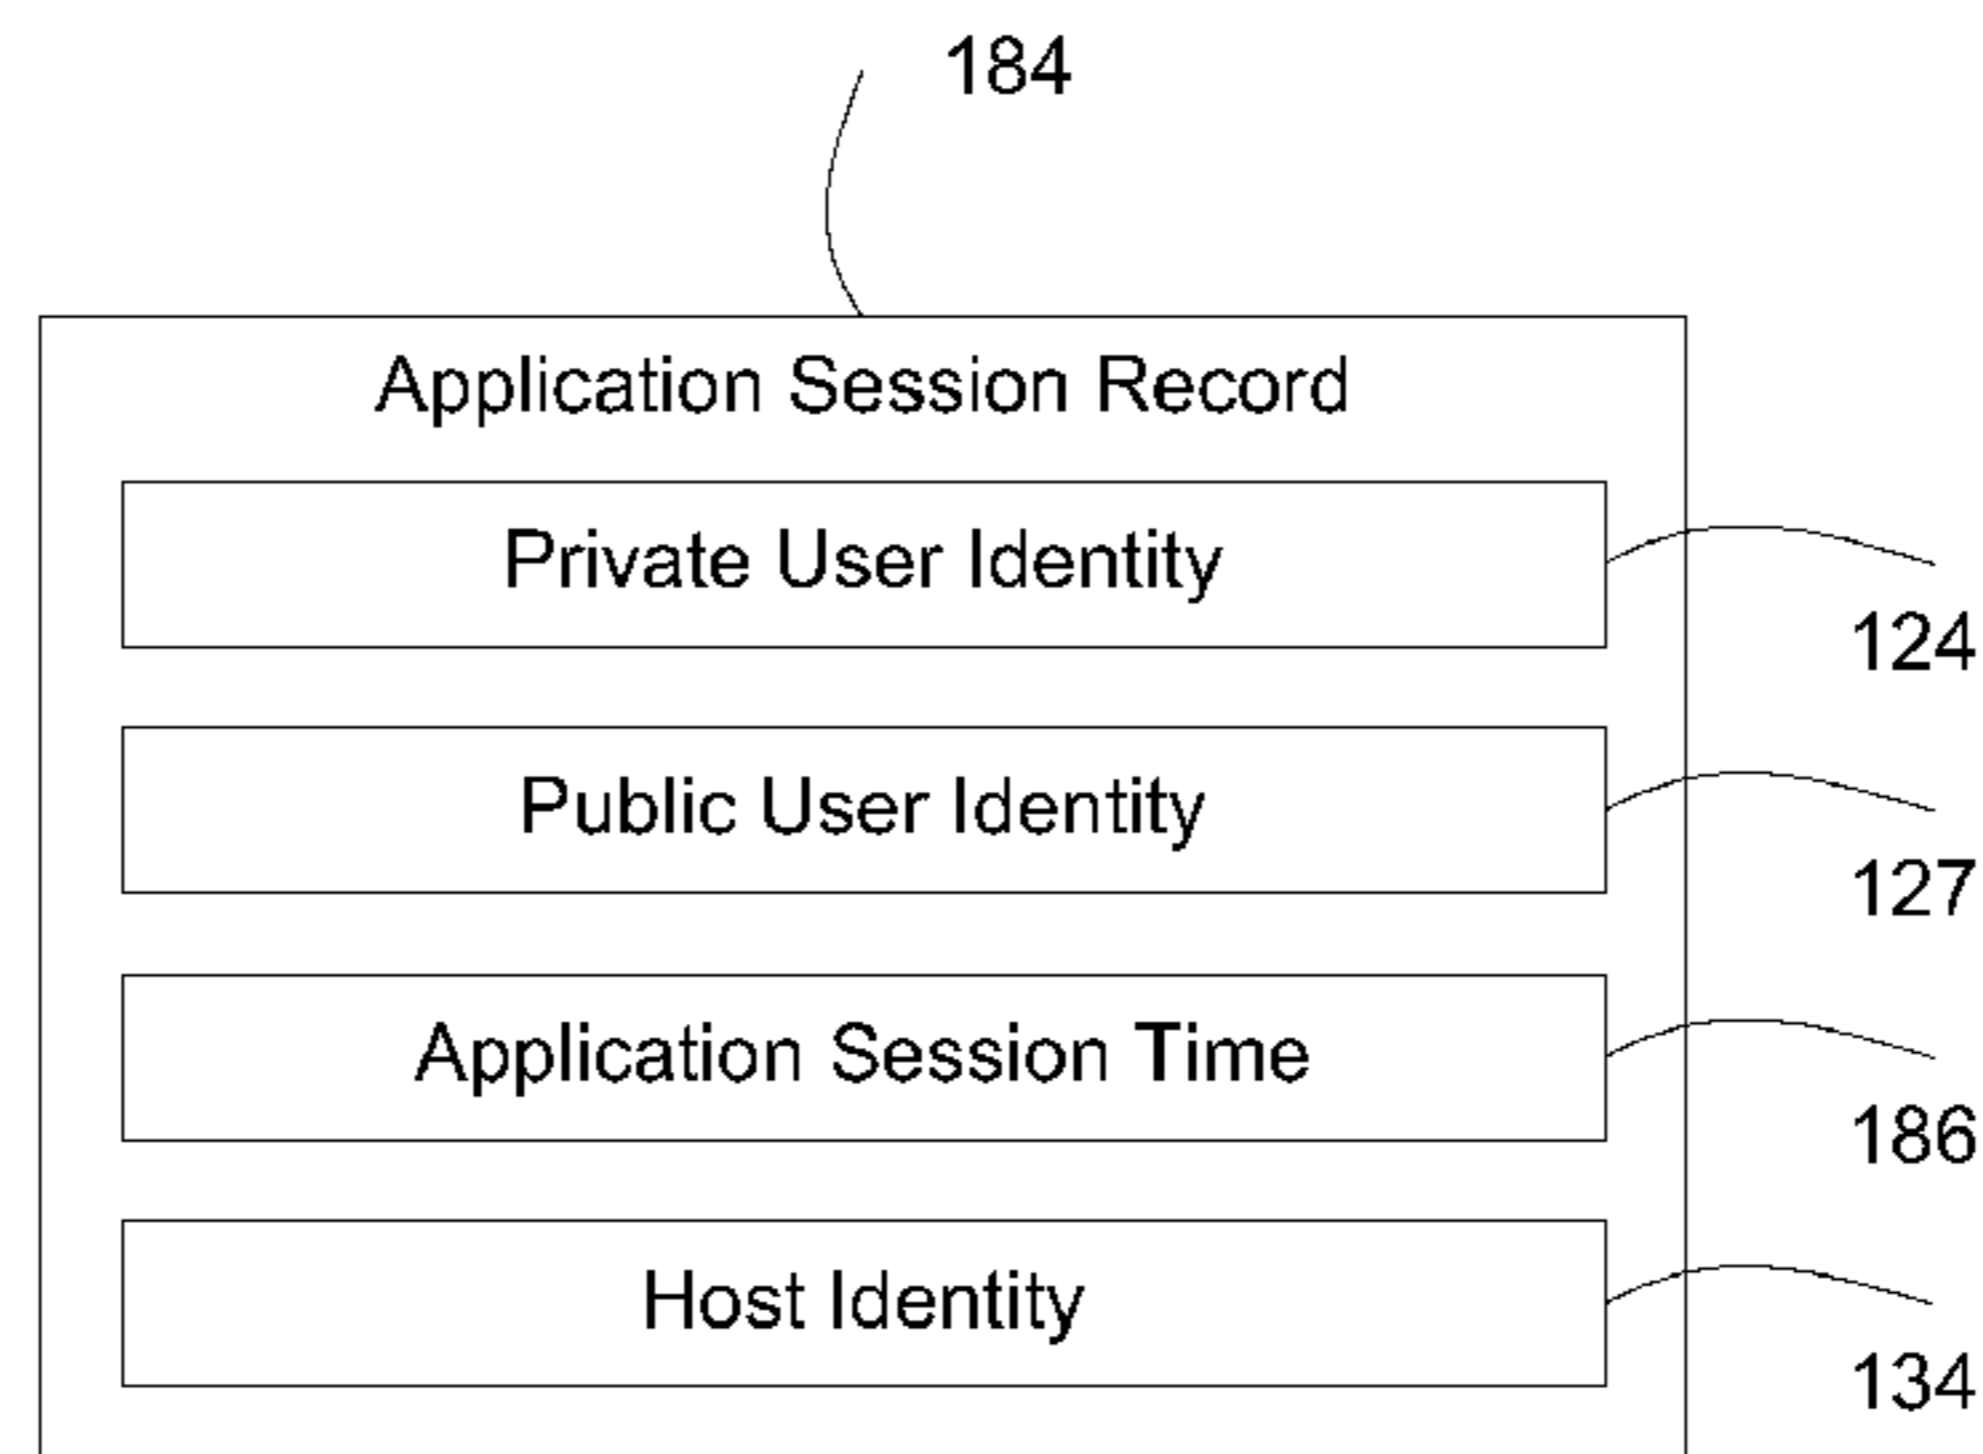 184
Application Session Record
Private User Identity
124
Public User Identity
127
Application Session Time
186
Host Identity
134